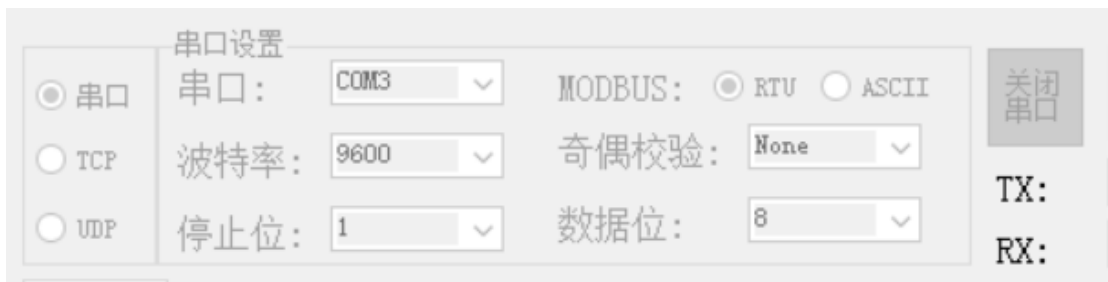 串口设置
串口 串口: COM3 MODBUS: RTU ASCII 关闭
串口
TCP 波特率: 9600 奇偶校验: None
TX:
UDP 停止位: 1 数据位: 8
RX: